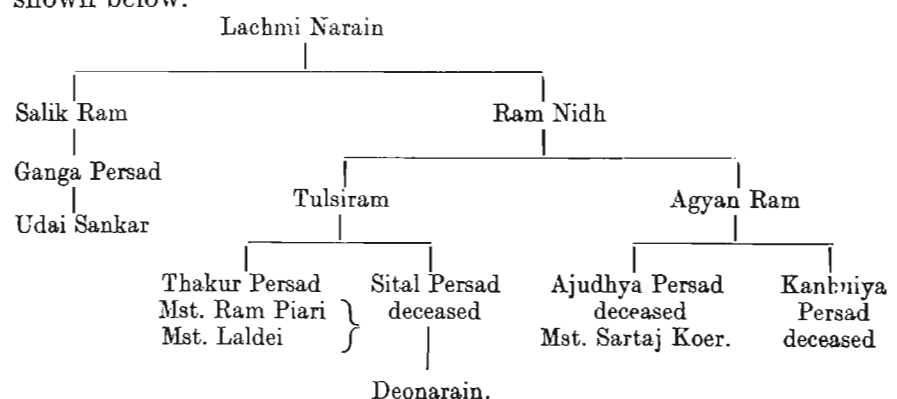 shown below.
Lachmi Narain
Salik Ram
Ram Nidh
Ganga Persad
Tulsiram
Agyan Ram
Udai Sankar
Thakur Persad
Mst. Ram Piari
Mst. Laldei
Sital Persad
deceased
Ajudhya Persad
deceased
Mst. Sartaj Koer.
Kanhuiya
Persad
deceased
Deonarain.